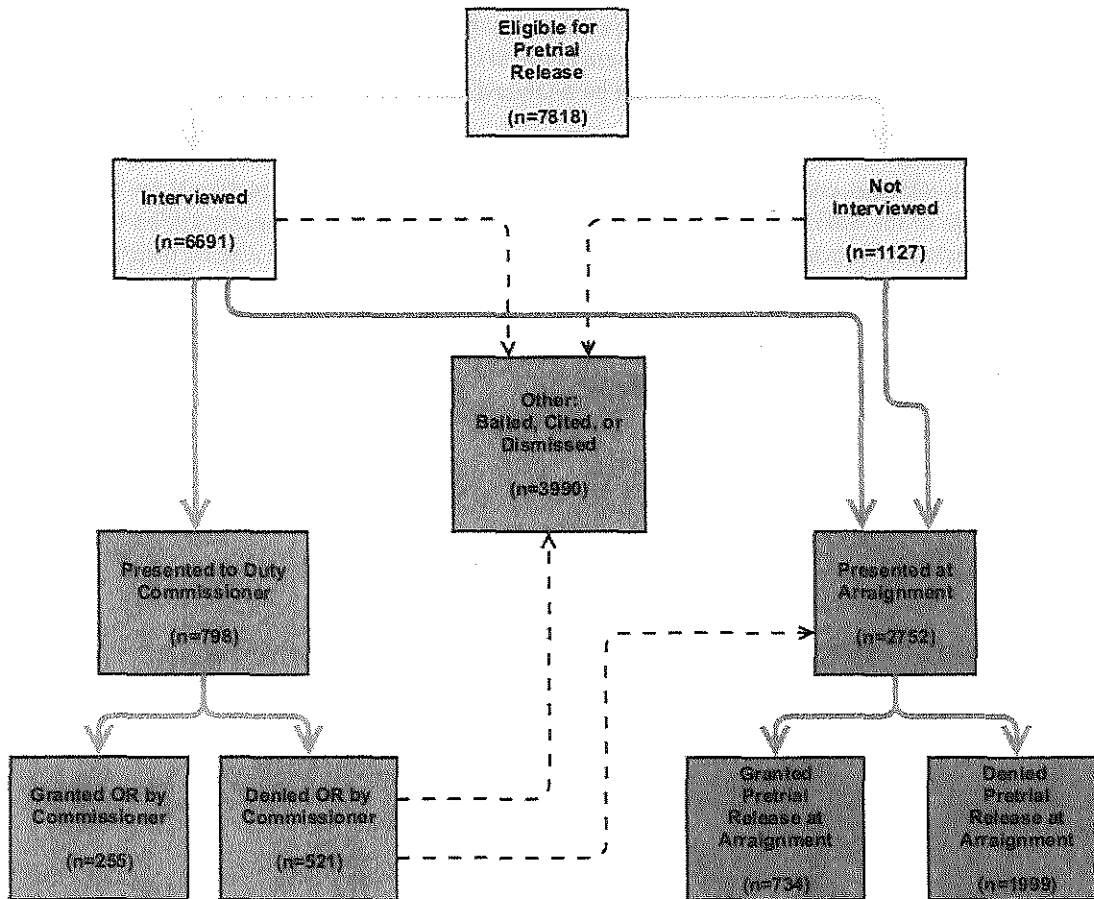 Eligible for
Pretrial
Release
(n=7818)
Interviewed
(n=6691)
Not
Interviewed
(n=1127)
Other:
Bailed, Cited, or
Dismissed
(n=3990)
Presented to Duty
Commissioner
(n=798)
Presented at
Arraignment
(n=2752)
Granted OR by
Commissioner
(n=255)
Denied OR by
Commissioner
(n=521)
Granted
Pretrial
Release at
Arraignment
(n=734)
Denied
Pretrial
Release at
Arraignment
(n=1999)